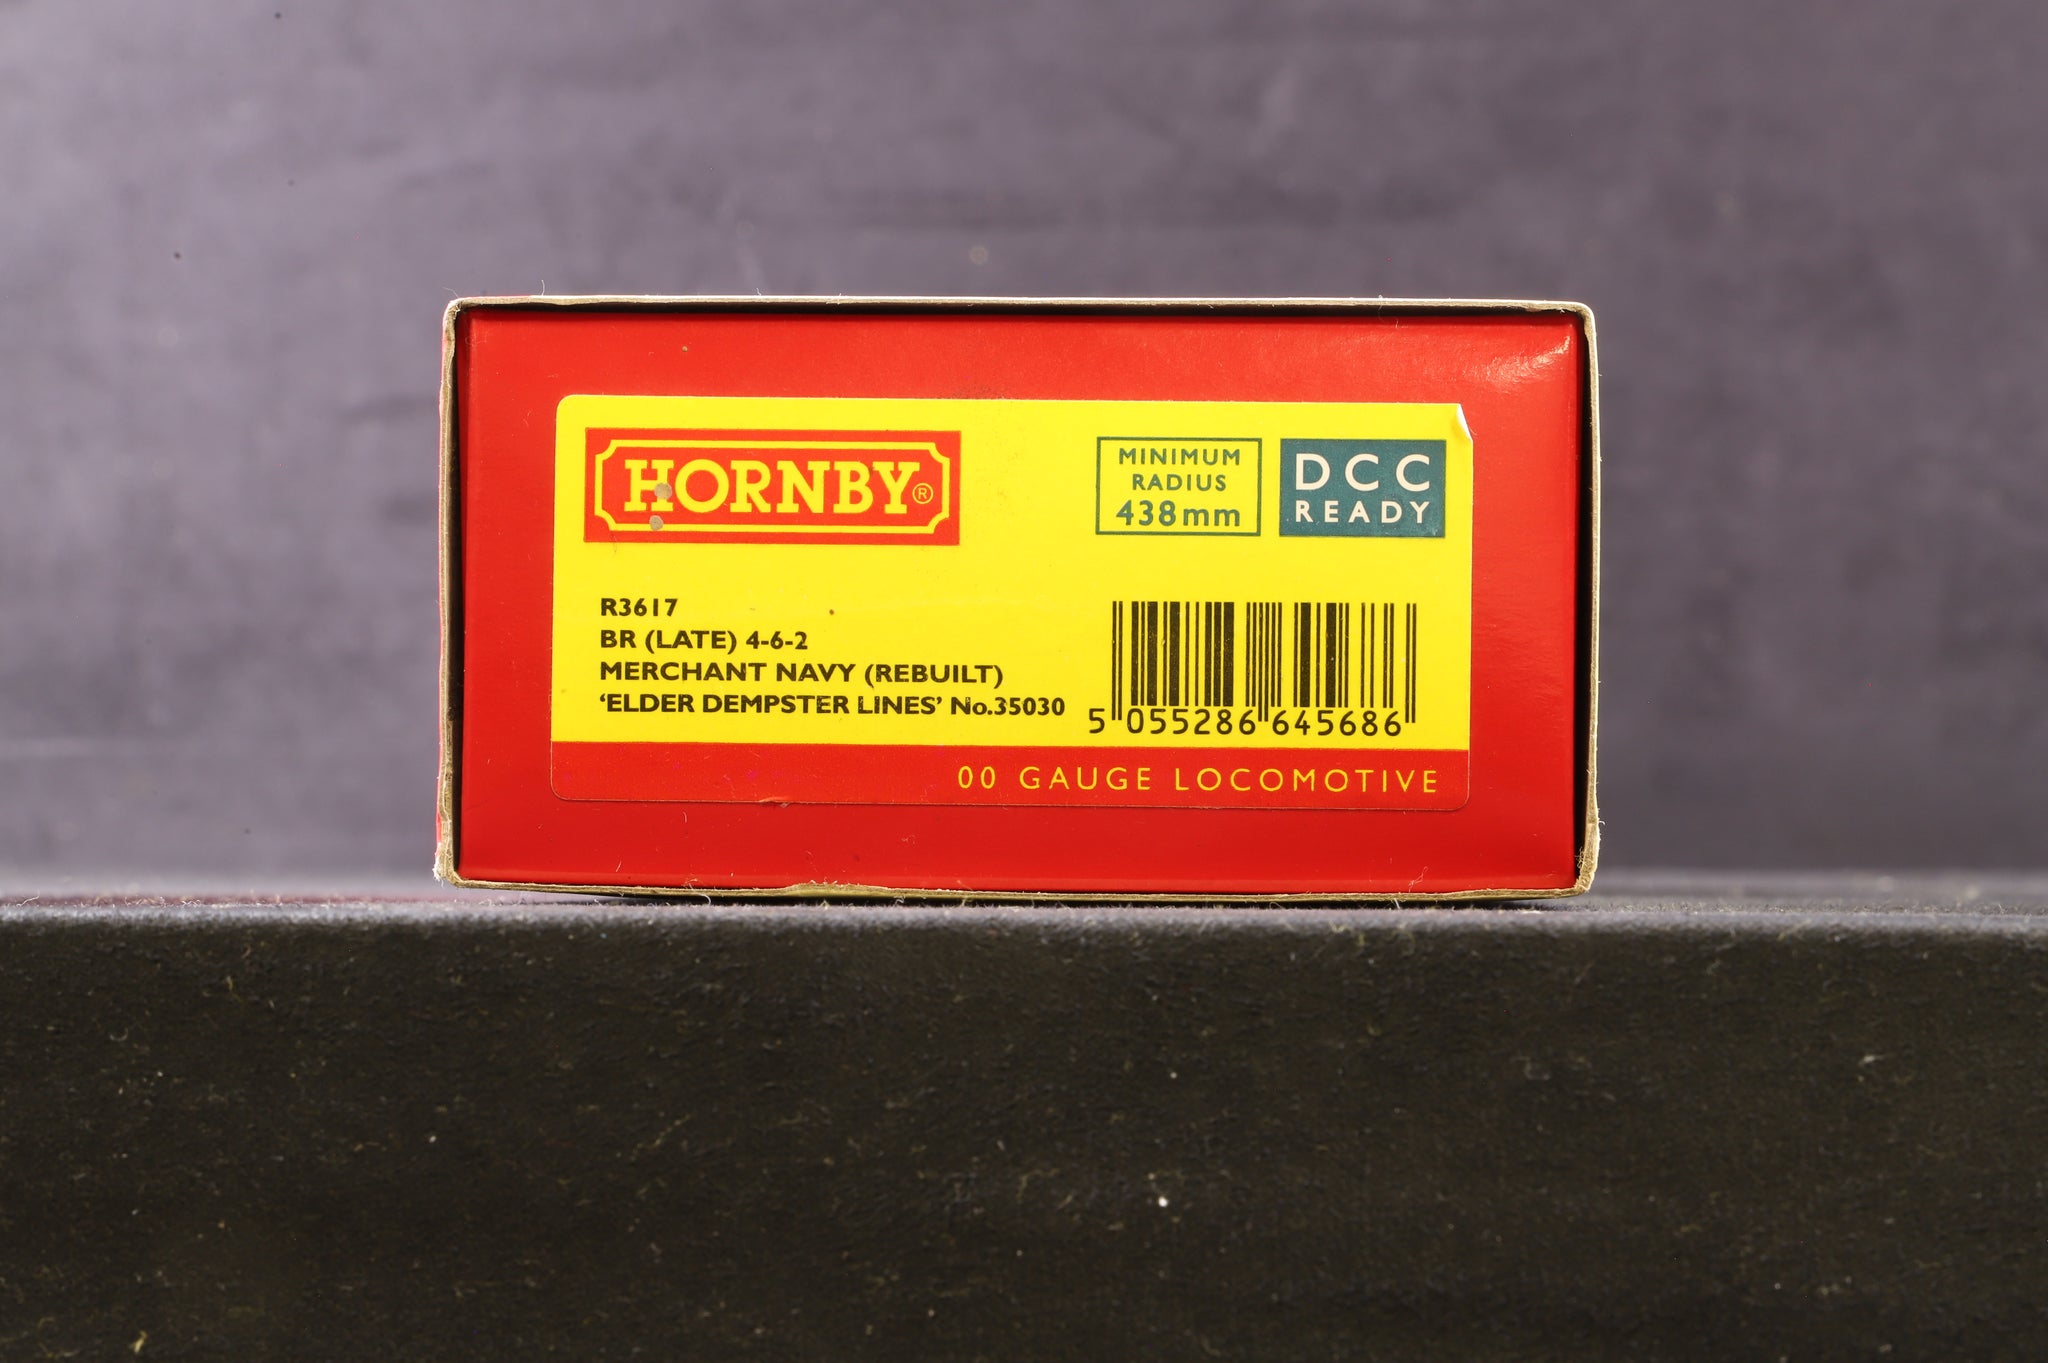 HORNBY®
MINIMUM
RADIUS
438mm
DCC
READY
R3617
BR (LATE) 4-6-2
MERCHANT NAVY (REBUILT)
‘ELDER DEMPSTER LINES’ No.35030
5 055286 645686
00 GAUGE LOCOMOTIVE